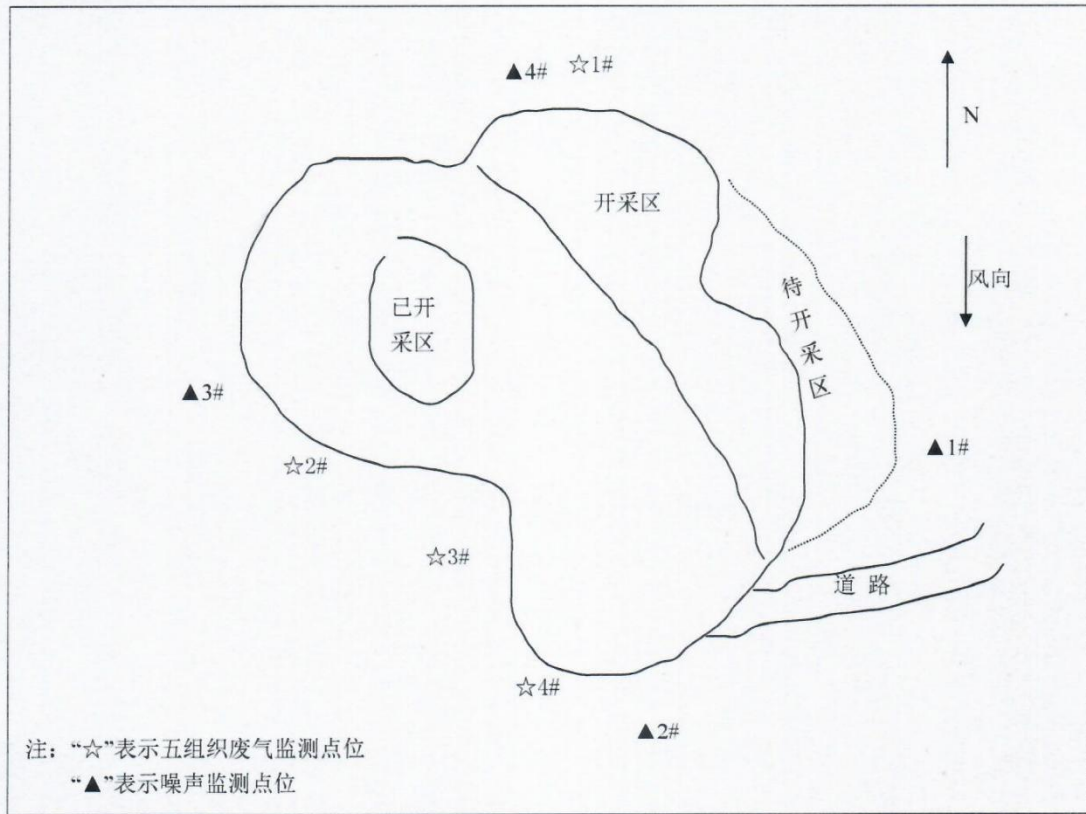 ▲4# ☆1#
N
开采区
风向
待开采区
已开
采区
▲3#
▲1#
☆2#
☆3#
道 路
☆4#
▲2#
注：“☆”表示五组织废气监测点位
“▲”表示噪声监测点位